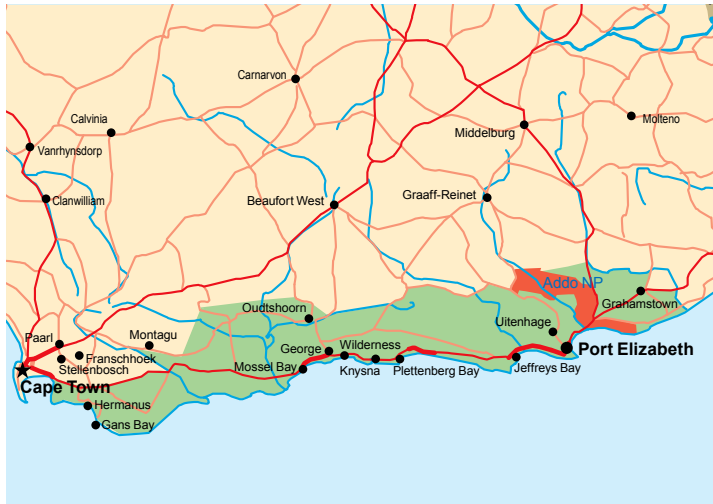 Carnarvon
Calvinia
Molteno
Middelburg
Vanrhynsdorp
Clanwilliam
Beaufort West
Graaff-Reinet
Addo NP
Grahamstown
Oudtshoorn
Uitenhage
Paarl
Montagu
Franschhoek
Stellenbosch
George
Wilderness
Port Elizabeth
Mossel Bay
Knysna
Plettenberg Bay
Jeffreys Bay
Cape Town
Hermanus
Gans Bay